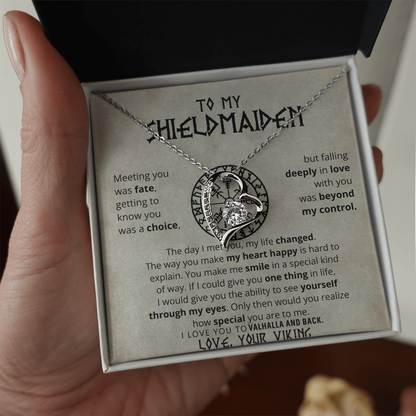 TO MY
SHIELDMAIDEN
Meeting you
was fate,
getting to
know you
was a choice,
but falling
deeply in love
with you
was beyond
my control.
The day I met you, my life changed.
The way you make my heart happy is hard to
explain. You make me smile in a special kind
of way. If I could give you one thing in life,
I would give you the ability to see yourself
through my eyes. Only then would you realize
how special you are to me.
I LOVE YOU TO VALHALLA AND BACK.
LOVE, YOUR VIKING